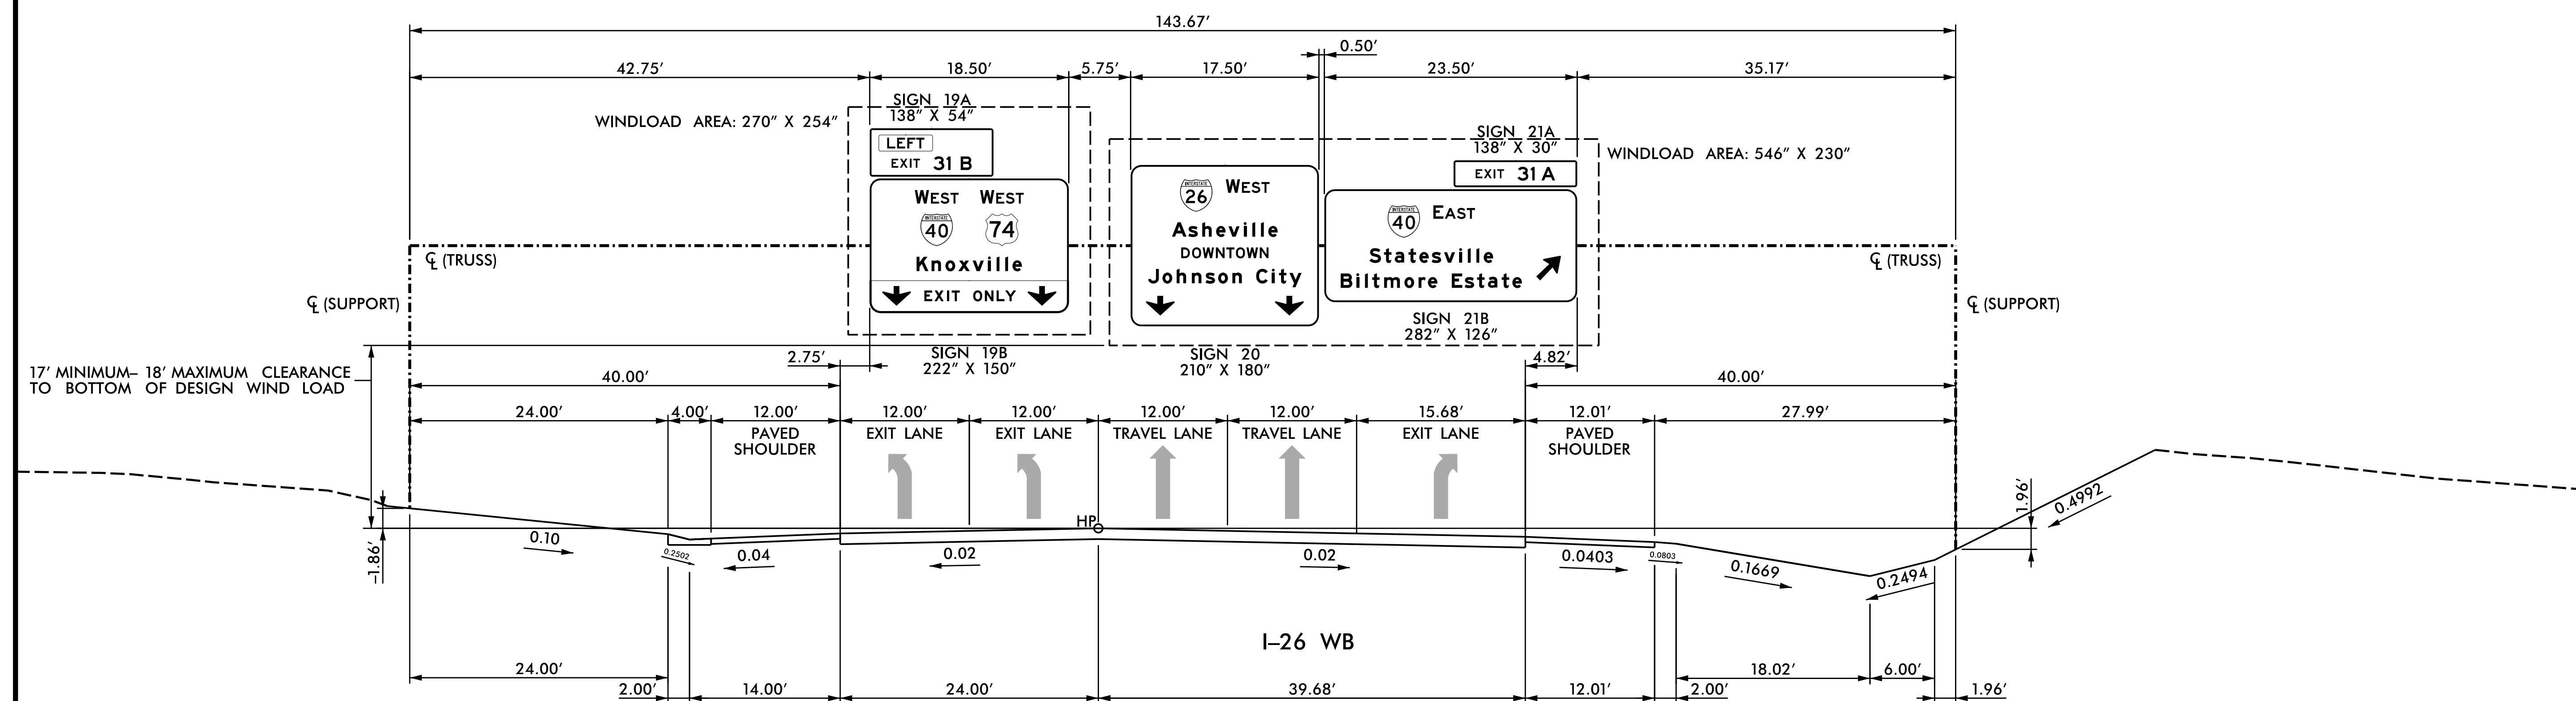 143.67'
0.50'
42.75' 18.50' 5.75' 17.50' 23.50' 35.17'
SIGN 19A
138" X 54"
WINDLOAD AREA: 270" X 254"
SIGN 21A
138" X 30"
WINDLOAD AREA: 546" X 230"
LEFT
EXIT 31 B
WEST WEST
INTERSTATE
40 74
Knoxville
EXIT ONLY
INTERSTATE
26 WEST
Asheville
DOWNTOWN
Johnson City
EXIT 31 A
INTERSTATE
40 EAST
Statesville
Biltmore Estate
℄ (TRUSS)
℄ (TRUSS)
℄ (SUPPORT)
℄ (SUPPORT)
SIGN 21B
282" X 126"
SIGN 19B
222" X 150"
SIGN 20
210" X 180"
17' MINIMUM– 18' MAXIMUM CLEARANCE
TO BOTTOM OF DESIGN WIND LOAD
2.75' 4.82'
40.00' 40.00'
24.00' 4.00' 12.00' 12.00' 12.00' 12.00' 12.00' 15.68' 12.01' 27.99'
PAVED
SHOULDER
EXIT LANE
EXIT LANE
TRAVEL LANE
TRAVEL LANE
EXIT LANE
PAVED
SHOULDER
HP
–1.86'
1.96'
0.4992
0.10 0.2502 0.04 0.02 0.02 0.0403 0.0803 0.1669 0.2494
I–26 WB
24.00' 18.02' 6.00'
2.00' 14.00' 24.00' 39.68' 12.01' 2.00' 1.96'